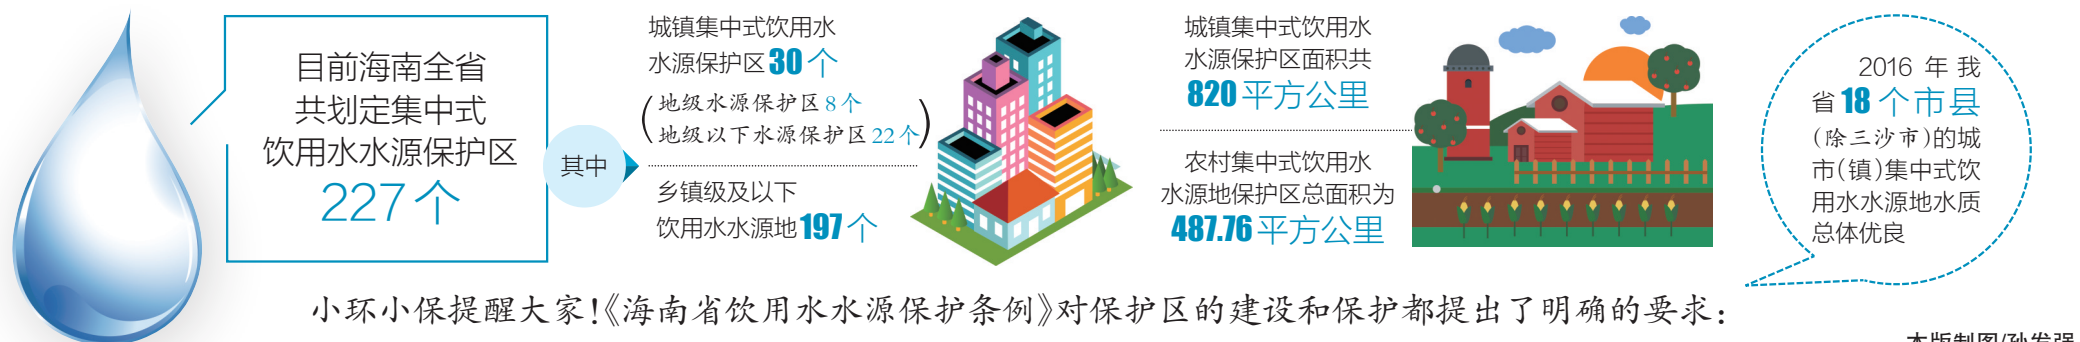 目前海南全省
共划定集中式
饮用水水源保护区
227个
其中
城镇集中式饮用水
水源保护区30个
(地级水源保护区8个
地级以下水源保护区22个)
乡镇级及以下
饮用水水源地197个
城镇集中式饮用水
水源保护区面积共
820平方公里
农村集中式饮用水
水源地保护区总面积为
487.76平方公里
2016年我
省18个市县
(除三沙市)的城
市(镇)集中式饮
用水水源地水质
总体优良
小环小保提醒大家!《海南省饮用水水源保护条例》对保护区的建设和保护都提出了明确的要求:
本版制图/孙发强